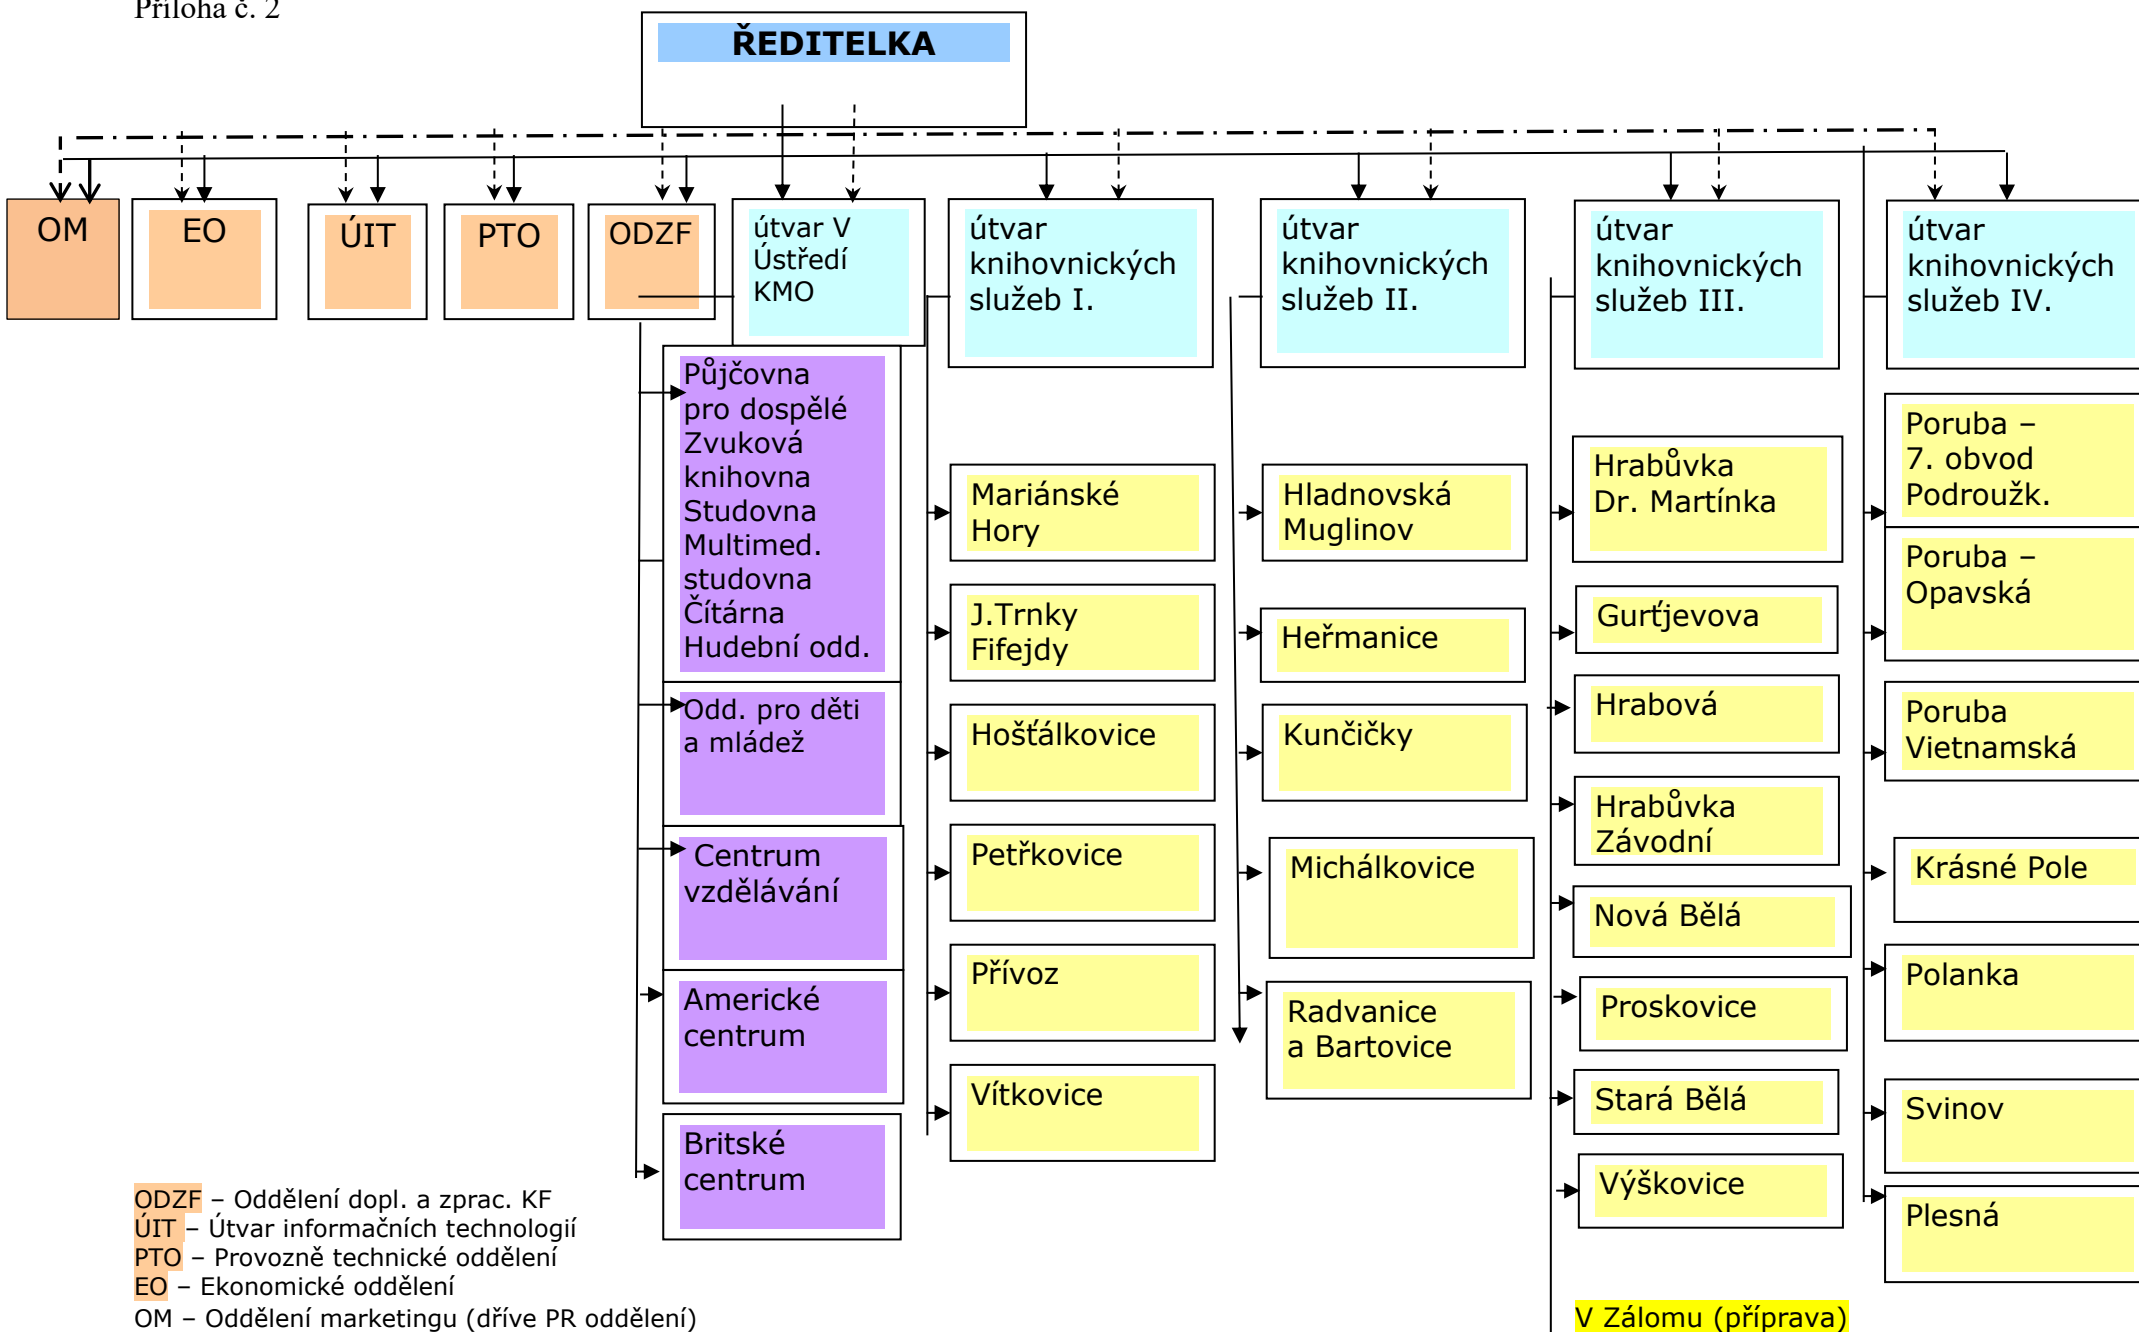 Příloha č. 2
ŘEDITELKA
OM
EO
ÚIT
PTO
ODZF
útvar V
Ústředí
KMO
útvar
knihovnických
služeb I.
útvar
knihovnických
služeb II.
útvar
knihovnických
služeb III.
útvar
knihovnických
služeb IV.
Půjčovna
pro dospělé
Zvuková
knihovna
Studovna
Multimed.
studovna
Čítárna
Hudební odd.
Odd. pro děti
a mládež
Centrum
vzdělávání
Americké
centrum
Britské
centrum
Mariánské
Hory
J.Trnky
Fifejdy
Hošťálkovice
Petřkovice
Přívoz
Vítkovice
Hladnovská
Muglinov
Heřmanice
Kunčičky
Michálkovice
Radvanice
a Bartovice
Hrabůvka
Dr. Martínka
Gurťjevova
Hrabová
Hrabůvka
Závodní
Nová Bělá
Proskovice
Stará Bělá
Výškovice
V Zálomu (příprava)
Poruba –
7. obvod
Podroužk.
Poruba –
Opavská
Poruba
Vietnamská
Krásné Pole
Polanka
Svinov
Plesná
ODZF – Oddělení dopl. a zprac. KF
ÚIT – Útvar informačních technologií
PTO – Provozně technické oddělení
EO – Ekonomické oddělení
OM – Oddělení marketingu (dříve PR oddělení)